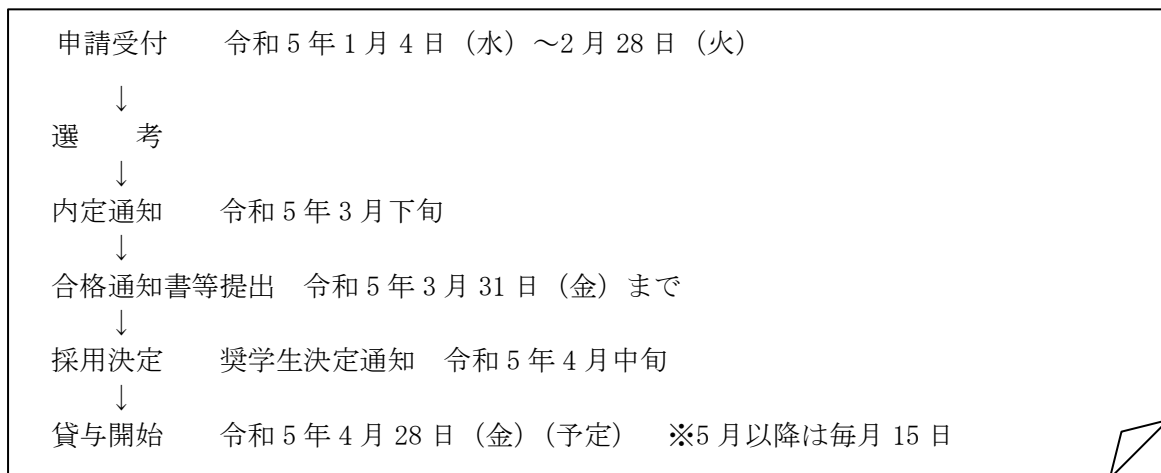 申請受付　　令和5年1月4日（水）～2月28日（火）
↓
選　　考
↓
内定通知　　令和5年3月下旬
↓
合格通知書等提出　令和5年3月31日（金）まで
↓
採用決定　　奨学生決定通知　令和5年4月中旬
↓
貸与開始　　令和5年4月28日（金）（予定）　※5月以降は毎月15日